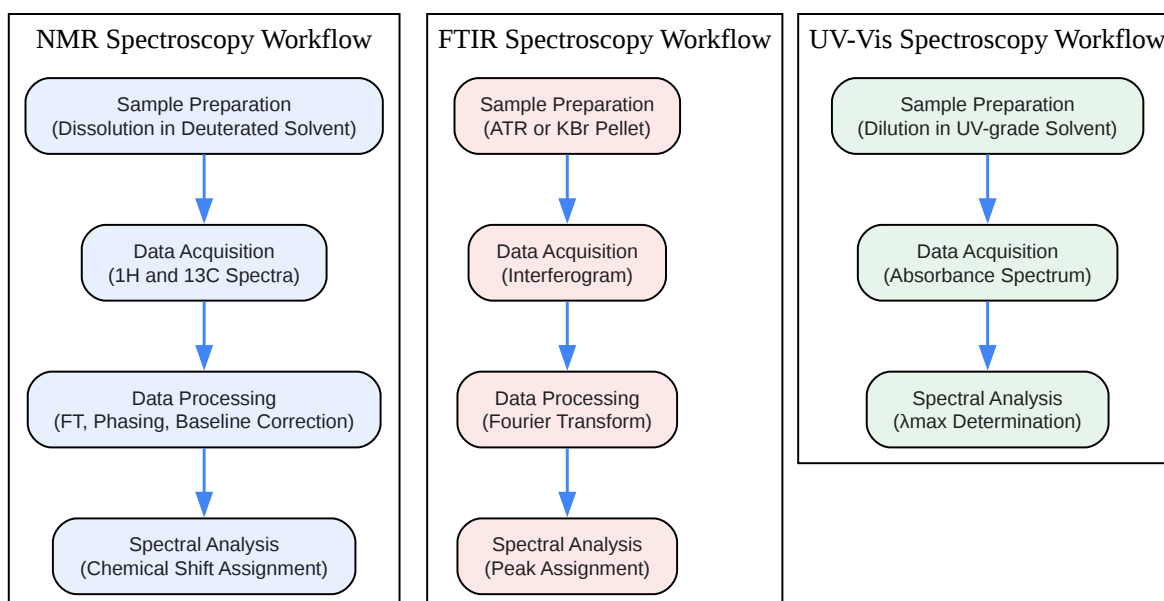 NMR Spectroscopy Workflow
Sample Preparation
(Dissolution in Deuterated Solvent)
Data Acquisition
(1H and 13C Spectra)
Data Processing
(FT, Phasing, Baseline Correction)
Spectral Analysis
(Chemical Shift Assignment)
FTIR Spectroscopy Workflow
Sample Preparation
(ATR or KBr Pellet)
Data Acquisition
(Interferogram)
Data Processing
(Fourier Transform)
Spectral Analysis
(Peak Assignment)
UV-Vis Spectroscopy Workflow
Sample Preparation
(Dilution in UV-grade Solvent)
Data Acquisition
(Absorbance Spectrum)
Spectral Analysis
(λmax Determination)